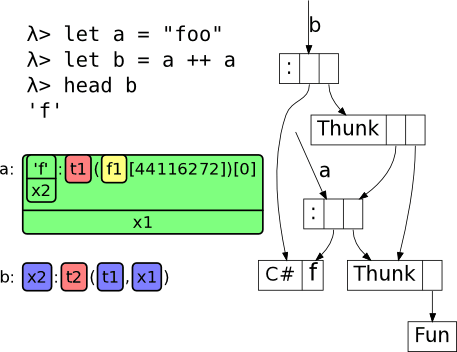 λ> let a = "foo"
λ> let b = a ++ a
λ> head b
'f'
a: 'f' : t1 ( f1 [44116272])[0]
x2
x1
b: x2 : t2 ( t1 , x1 )
b
:
Thunk
a
:
C# f
Thunk
Fun